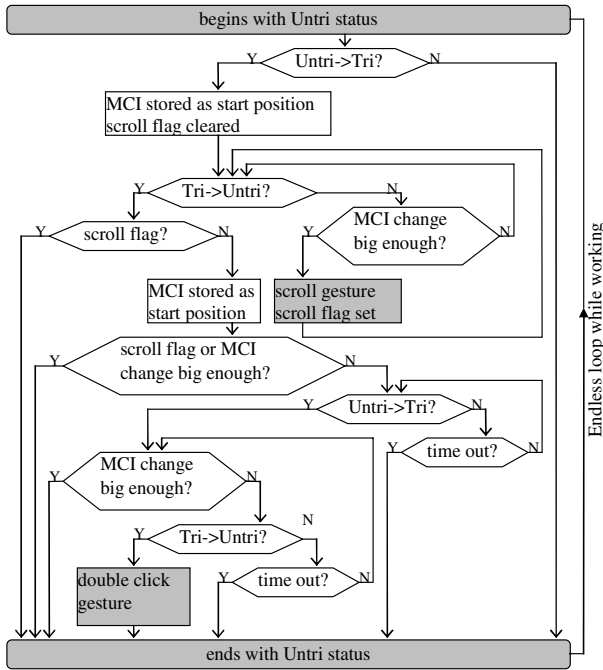 begins with Untri status
Untri->Tri?
Y
N
MCI stored as start position
scroll flag cleared
Tri->Untri?
Y
N
scroll flag?
Y
N
MCI change
big enough?
Y
N
MCI stored as
start position
scroll gesture
scroll flag set
scroll flag or MCI
change big enough?
Y
N
Untri->Tri?
Y
N
time out?
Y
N
MCI change
big enough?
Y
N
Tri->Untri?
Y
N
double click
gesture
time out?
Y
N
ends with Untri status
Endless loop while working